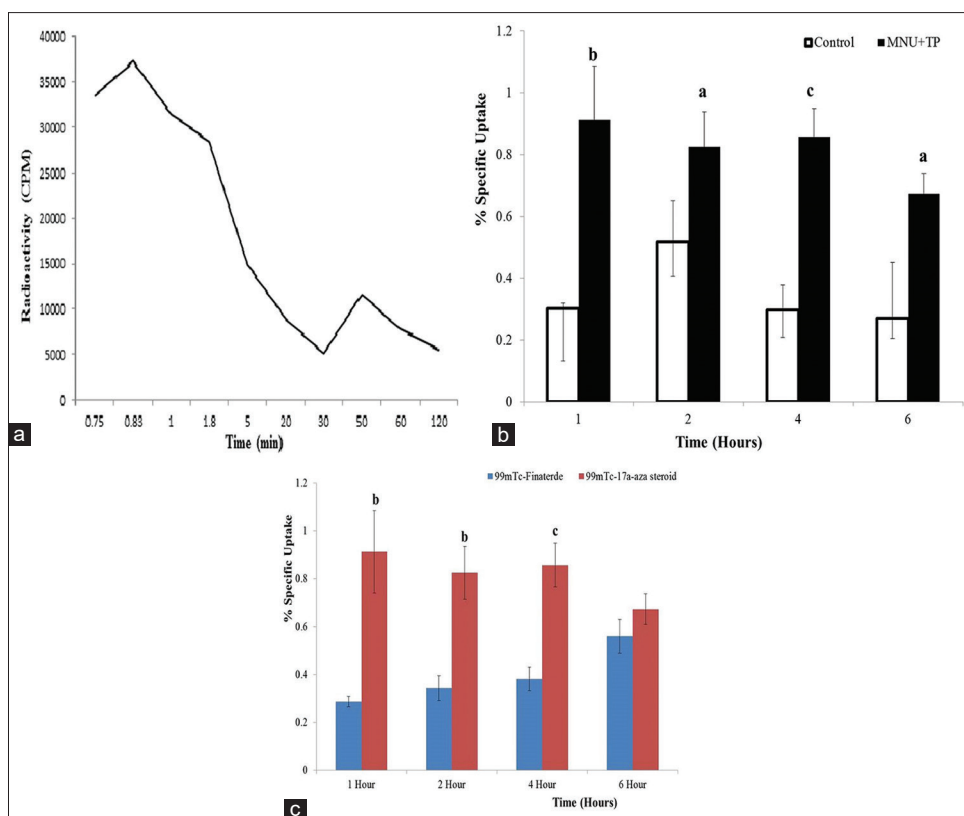 40000
35000
30000
25000
20000
15000
10000
5000
0
Radioactivity (CPM)
0.75 0.83 1 1.8 5 20 30 50 60 120
Time (min)
a
1.2
1
0.8
0.6
0.4
0.2
0
% Specific Uptake
Control MNU+TP
b a c a
1 2 4 6
Time (Hours)
b
99mTc-Finaterde 99mTc-17a-aza steroid
1.2
1
0.8
0.6
0.4
0.2
0
% Specific Uptake
b b c
1 Hour 2 Hour 4 Hour 6 Hour
Time (Hours)
c